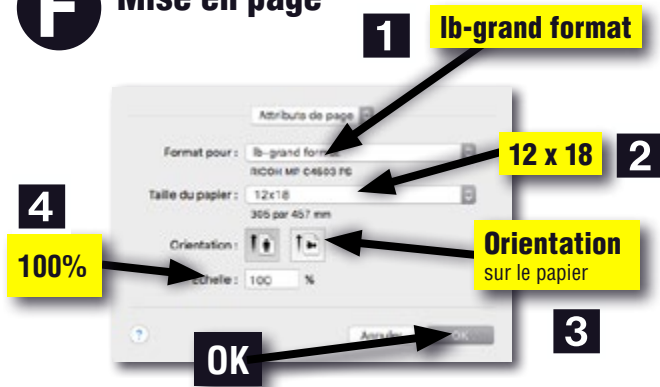 F Mise en page
1 lb-grand format
Attributs de page
Format pour : lb-grand format
RICOH MP C4503 PS
12 x 18 2
Taille du papier : 12x18
305 par 457 mm
4
Orientation :
Orientation
sur le papier
100%
Echelle : 100 %
3
? Annuler OK
OK